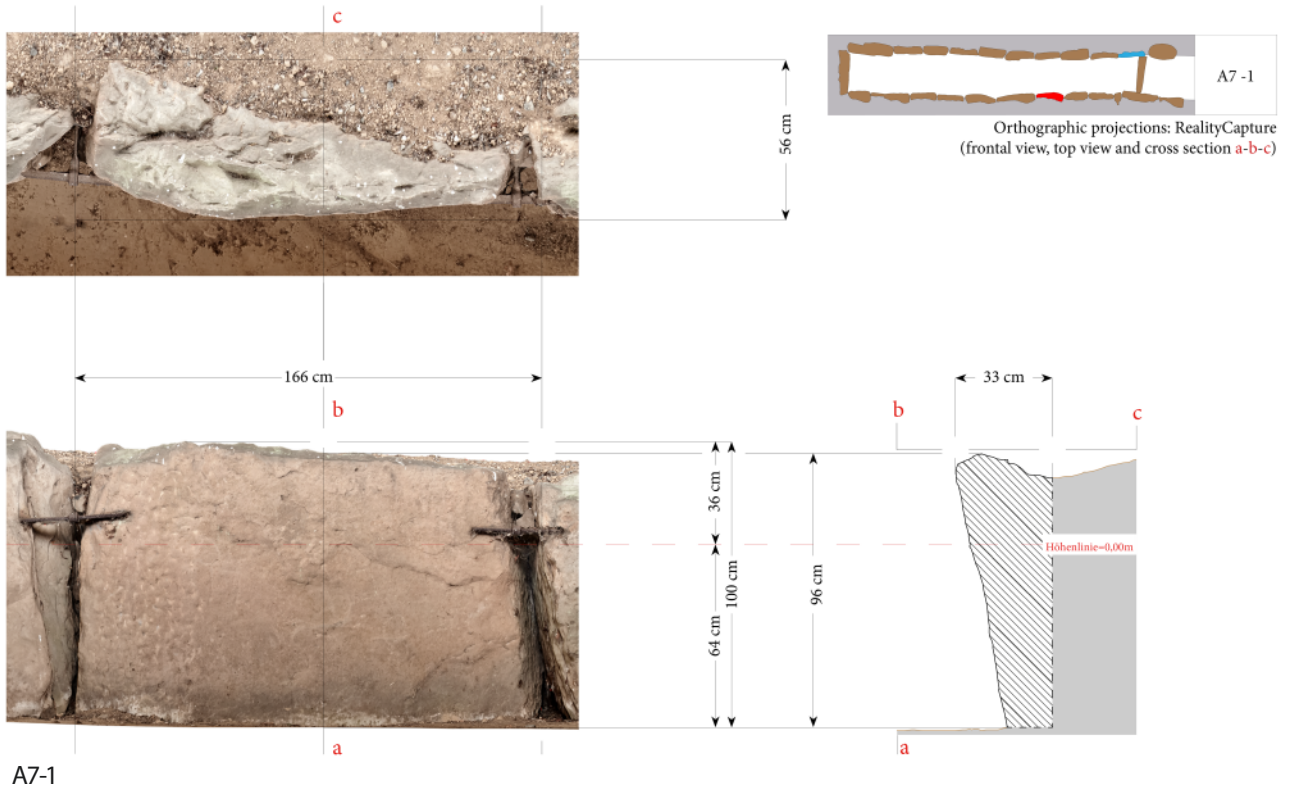 c
56 cm
A7 -1
Orthographic projections: RealityCapture
(frontal view, top view and cross section a-b-c)
166 cm
33 cm
b
b
c
36 cm
100 cm
64 cm
96 cm
Höhenlinie=0,00m
a
a
A7-1